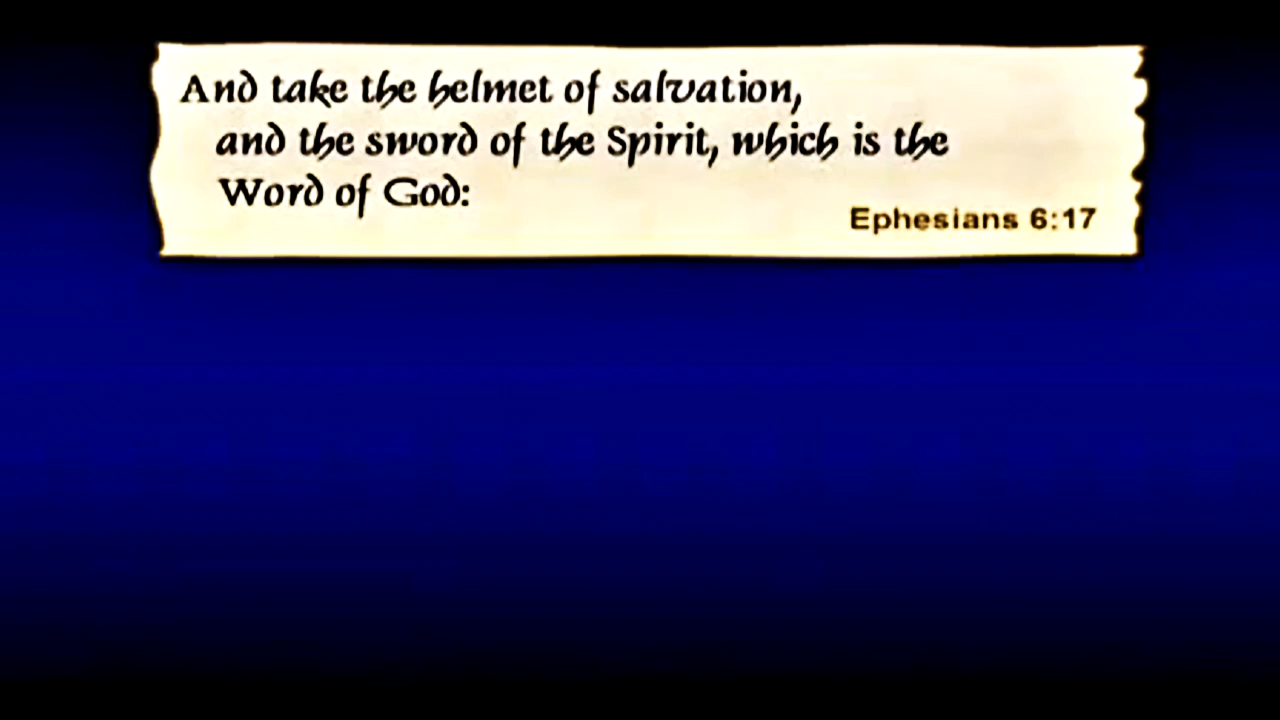 And take the helmet of salvation,
and the sword of the Spirit, which is the
Word of God:
Ephesians 6:17